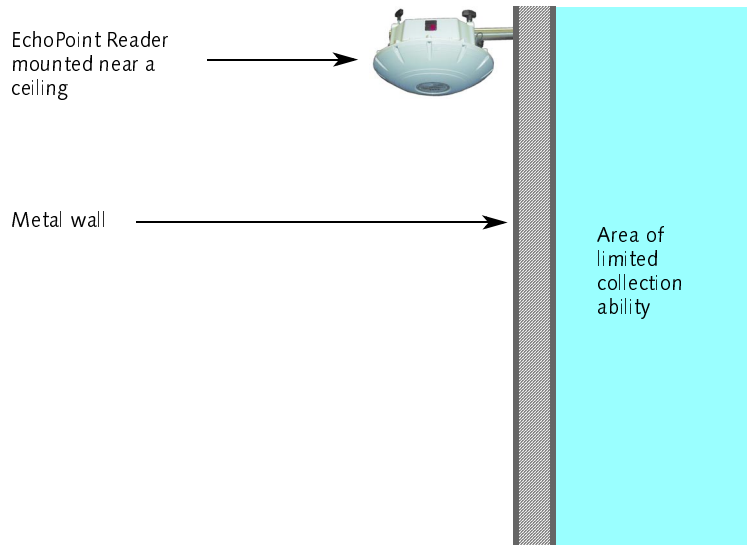 EchoPoint Reader
mounted near a
ceiling
Metal wall
Area of
limited
collection
ability